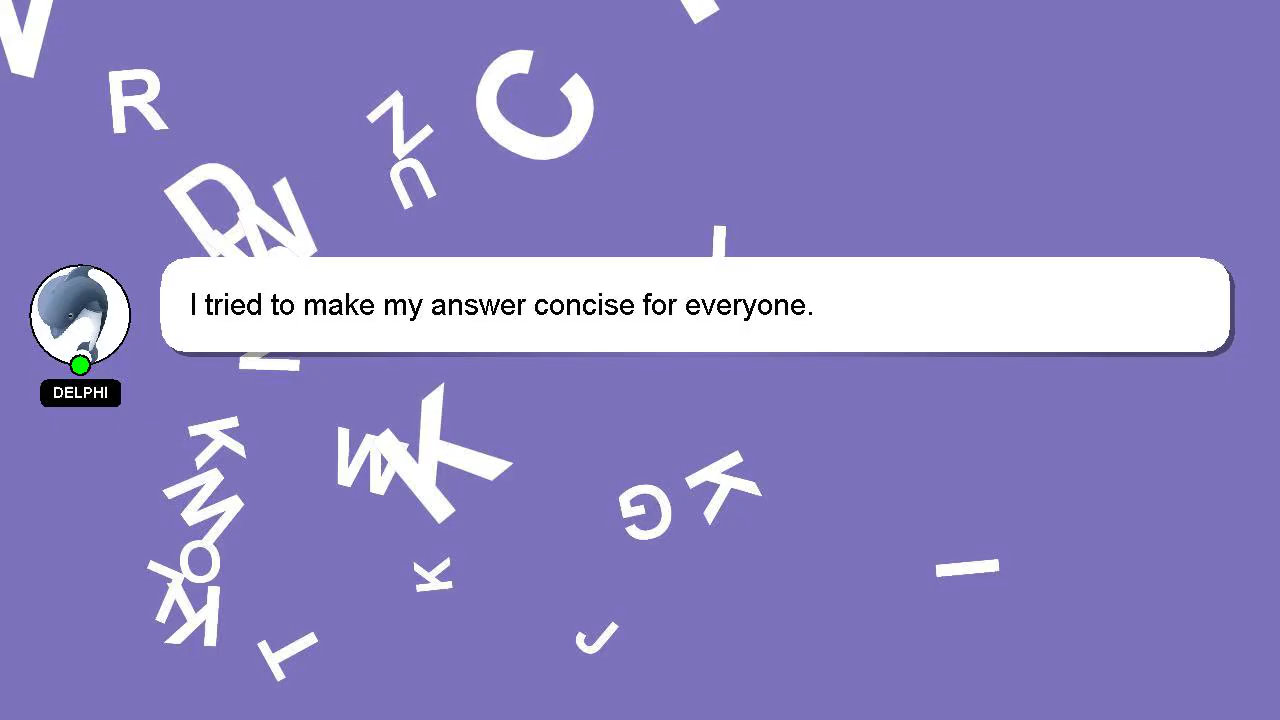 I tried to make my answer concise for everyone.
DELPHI
V
R
C
Z
U
D
K
W
K
K
G
K
M
O
K
K
I
J
T